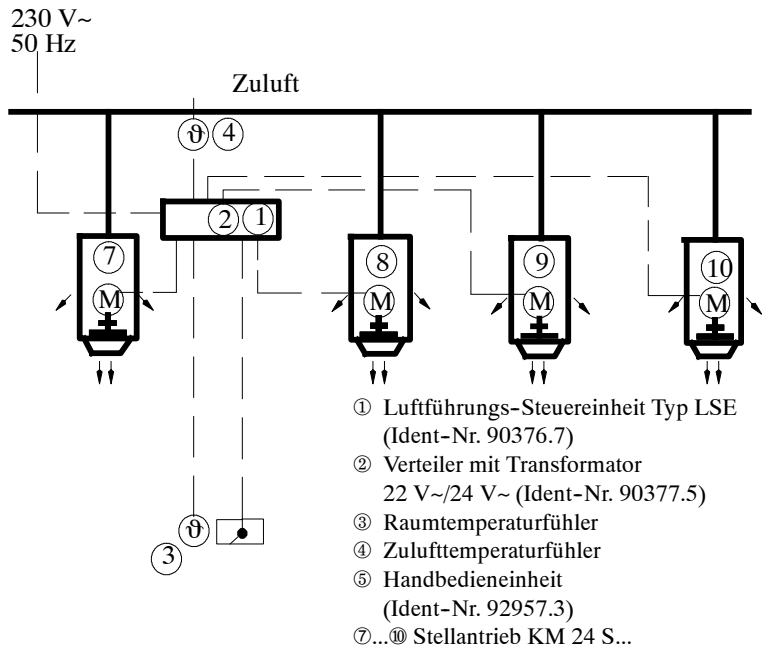 230 V~
50 Hz
Zuluft
ϑ 4
2 1
7 8 9 10
M M M M
ϑ
3
① Luftführungs-Steuereinheit Typ LSE
(Ident-Nr. 90376.7)
② Verteiler mit Transformator
22 V~/24 V~ (Ident-Nr. 90377.5)
③ Raumtemperaturfühler
④ Zulufttemperaturfühler
⑤ Handbedieneinheit
(Ident-Nr. 92957.3)
⑦...⑩ Stellantrieb KM 24 S...